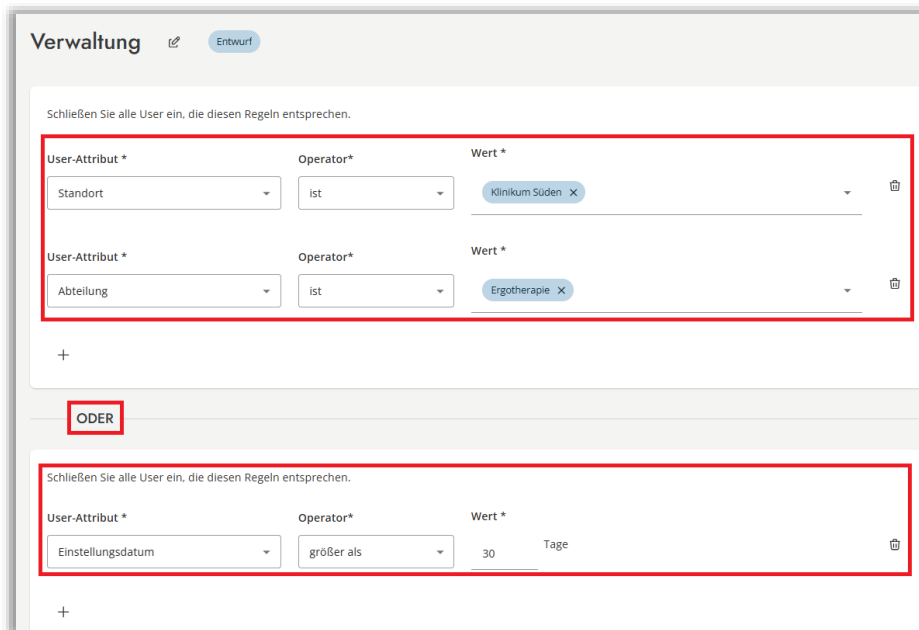 Verwaltung Entwurf
Schließen Sie alle User ein, die diesen Regeln entsprechen.
User-Attribut * Operator* Wert *
Standort ist Klinikum Süden
User-Attribut * Operator* Wert *
Abteilung ist Ergotherapie
ODER
Schließen Sie alle User ein, die diesen Regeln entsprechen.
User-Attribut * Operator* Wert *
Einstellungsdatum größer als 30 Tage